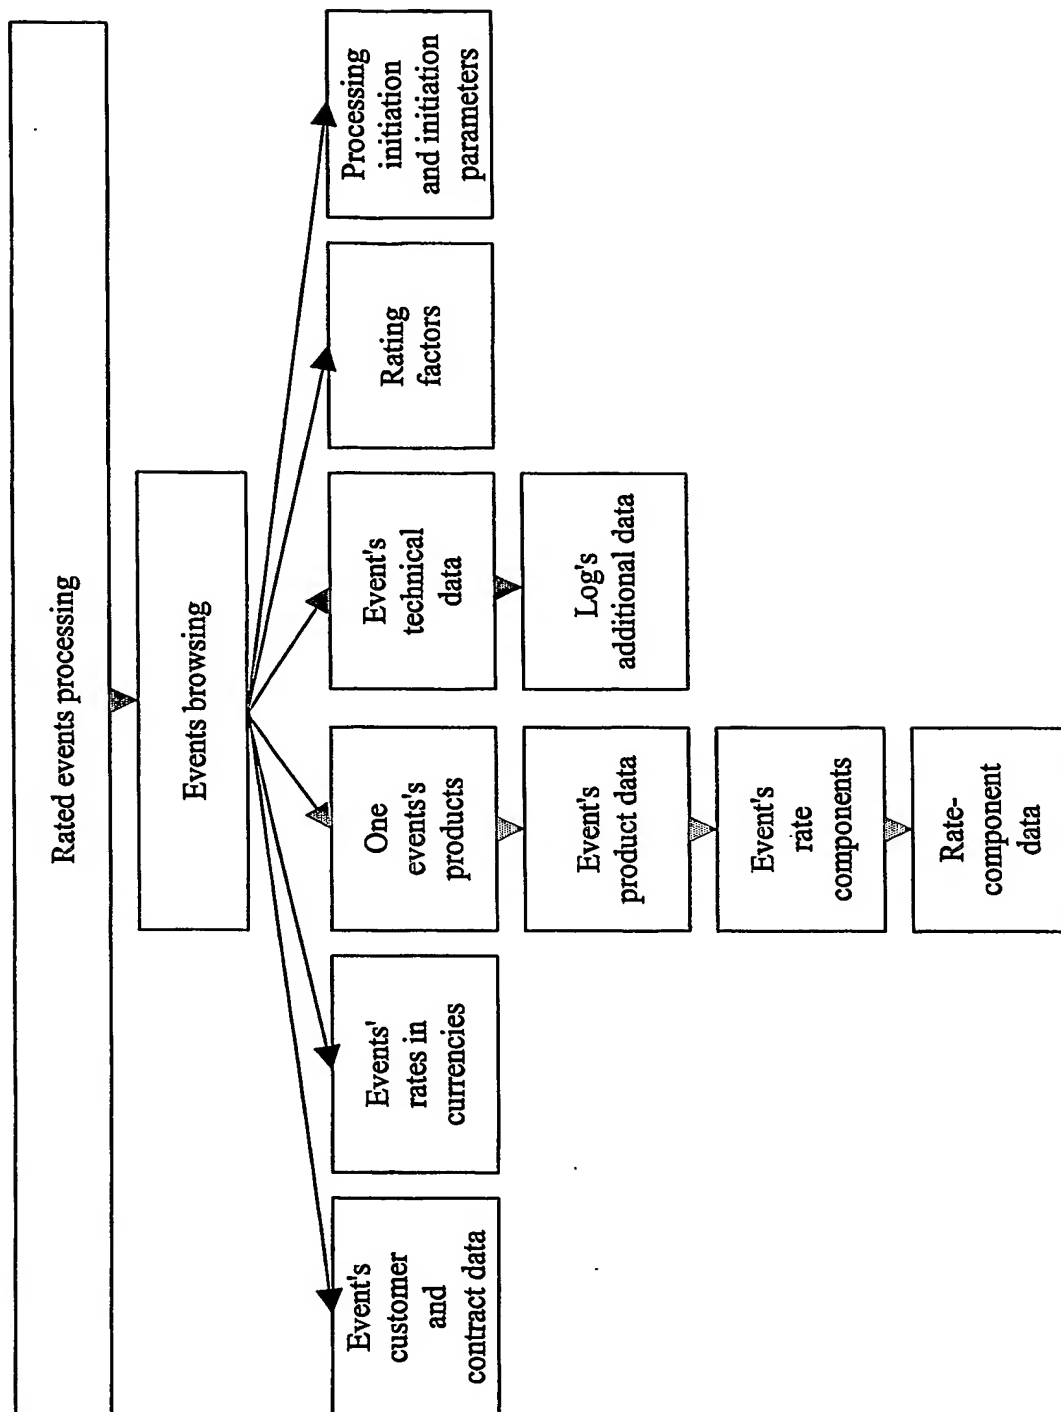 Rated events processing
Events browsing
Event's
customer
and
contract data
Events'
rates in
currencies
One
events's
products
Event's
technical
data
Rating
factors
Processing
initiation
and initiation
parameters
Event's
product data
Log's
additional data
Event's
rate
components
Rate-
component
data